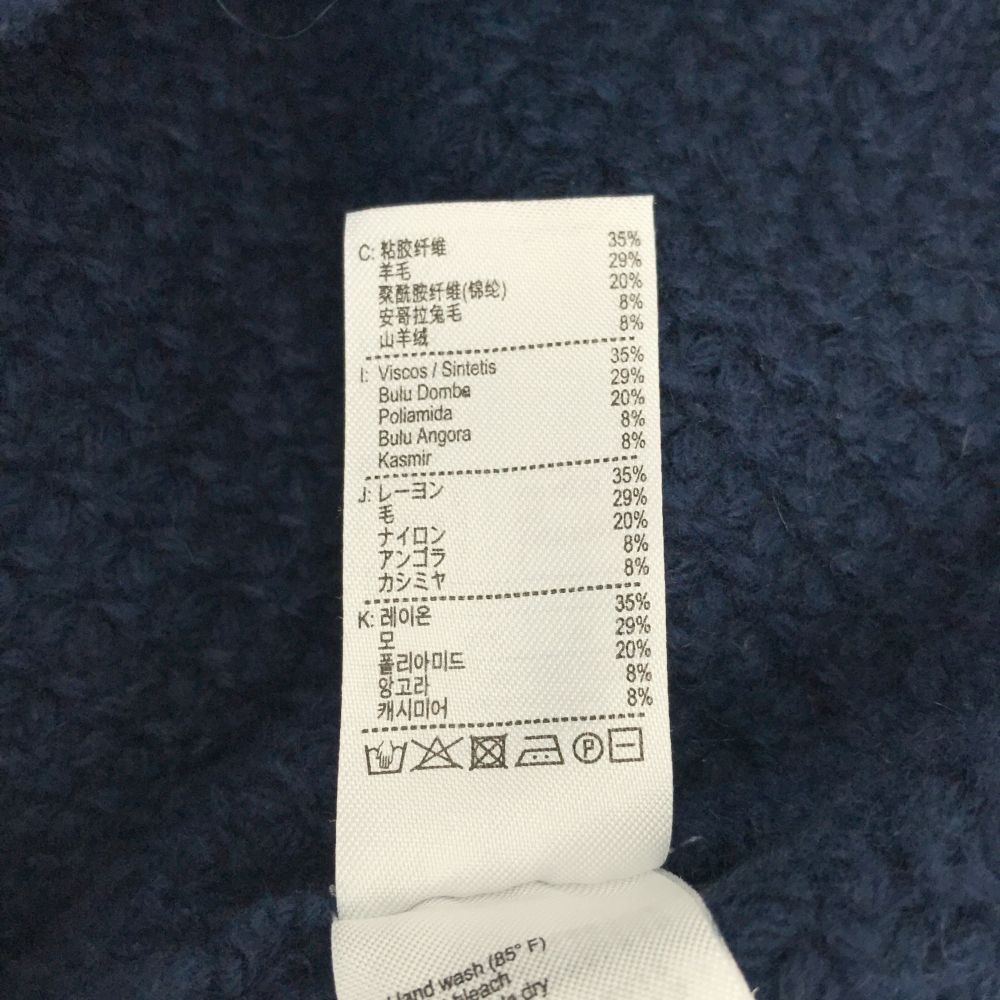 C: 粘胶纤维 35%
羊毛 29%
聚酰胺纤维(锦纶) 20%
安哥拉兔毛 8%
山羊绒 8%
I: Viscos / Sintetis 35%
Bulu Domba 29%
Poliamida 20%
Bulu Angora 8%
Kasmir 8%
J: レーヨン 35%
毛 29%
ナイロン 20%
アンゴラ 8%
カシミヤ 8%
K: 레이온 35%
모 29%
폴리아미드 20%
앙고라 8%
캐시미어 8%
P
Hand wash (85° F)
bleach
dry